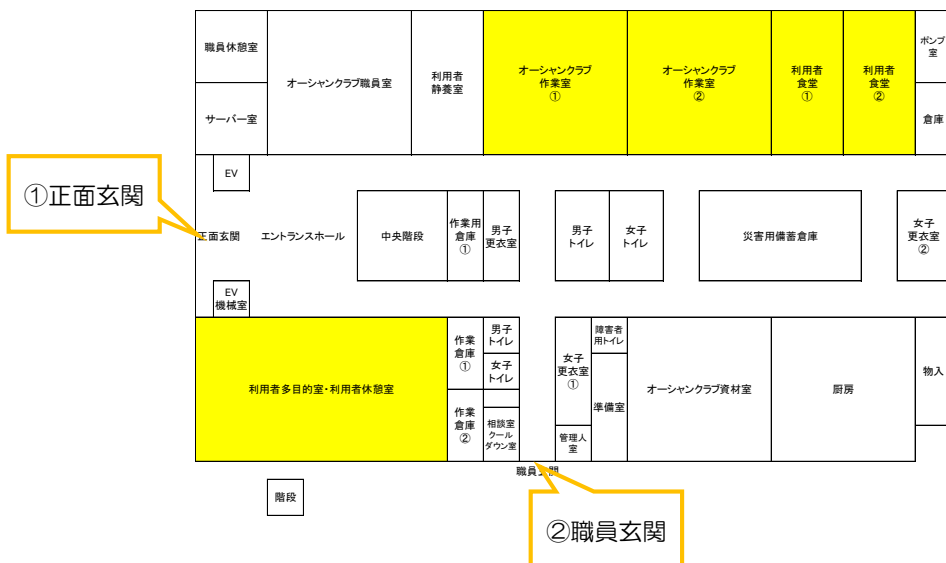 職員休憩室
サーバー室
オーシャンクラブ職員室
利用者
静養室
オーシャンクラブ
作業室
①
オーシャンクラブ
作業室
②
利用者
食堂
①
利用者
食堂
②
ポンプ
室
倉庫
EV
①正面玄関
正面玄関
エントランスホール
中央階段
作業用
倉庫
①
男子
更衣室
男子
トイレ
女子
トイレ
災害用備蓄倉庫
女子
更衣室
②
EV
機械室
利用者多目的室・利用者休憩室
作業
倉庫
①
作業
倉庫
②
男子
トイレ
女子
トイレ
相談室
クール
ダウン室
女子
更衣室
①
管理人
室
障害者
用トイレ
準備室
オーシャンクラブ資材室
厨房
物入
職員玄関
階段
②職員玄関